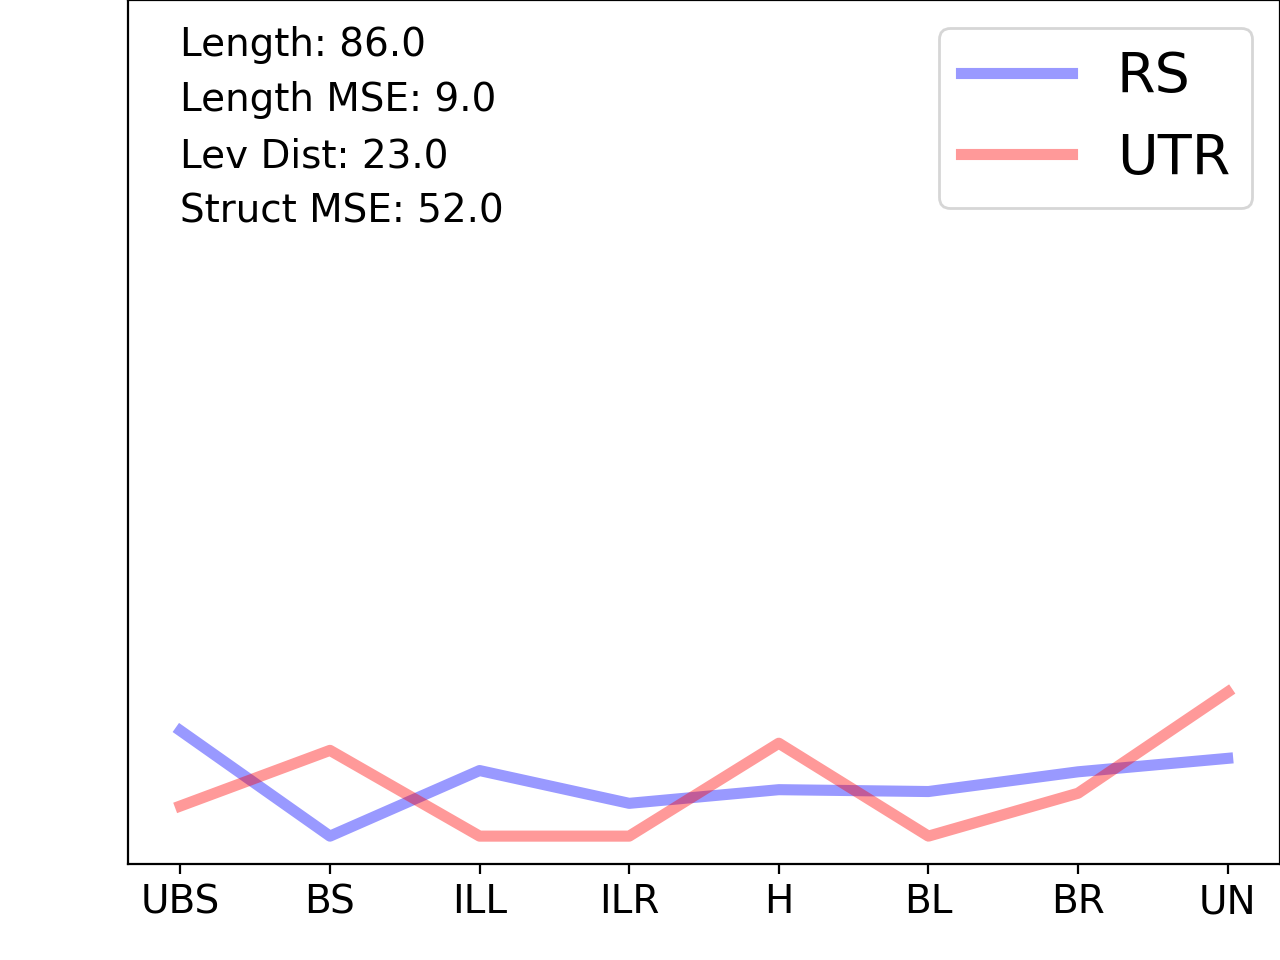 Length: 86.0
Length MSE: 9.0
Lev Dist: 23.0
Struct MSE: 52.0
RS
UTR
UBS BS ILL ILR H BL BR UN